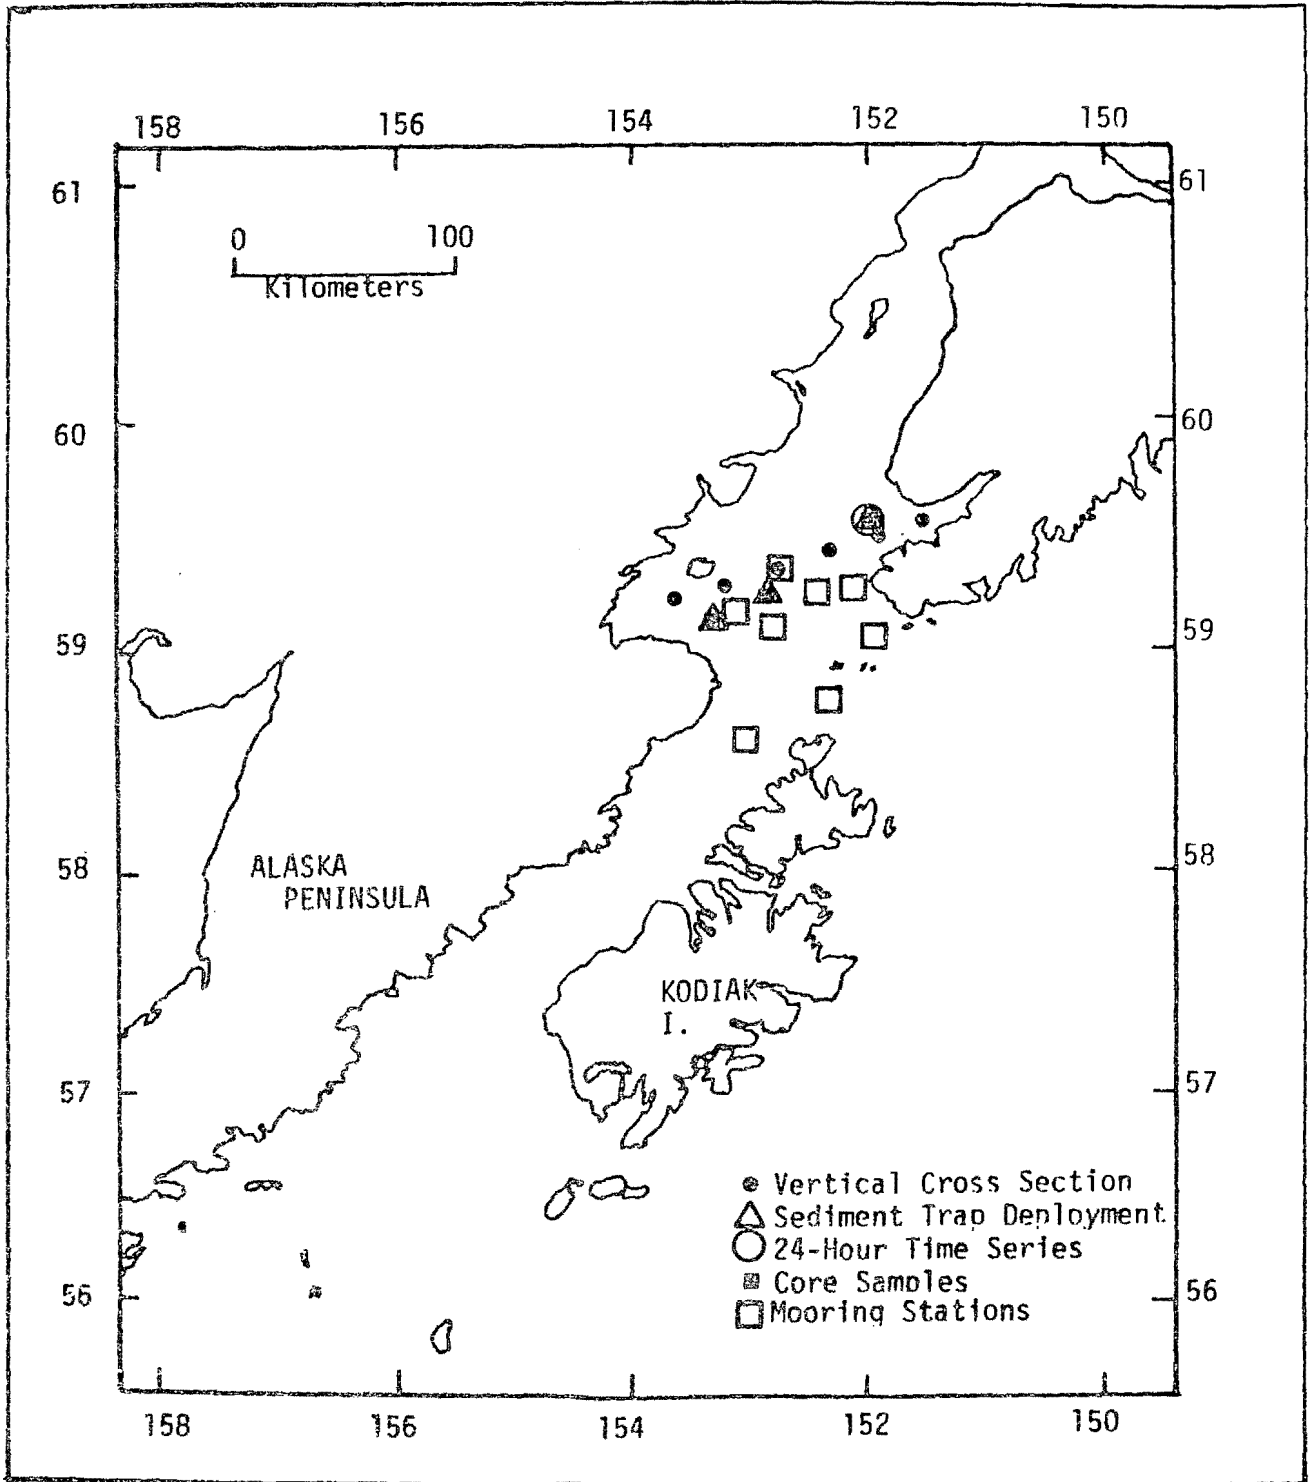 158 156 154 152 150
61 61
0 100
Kilometers
60 60
59 59
58 58
ALASKA
PENINSULA
KODIAK
I.
57 57
Vertical Cross Section
Sediment Trap Deployment
24-Hour Time Series
56 56
Core Samples
Mooring Stations
158 156 154 152 150